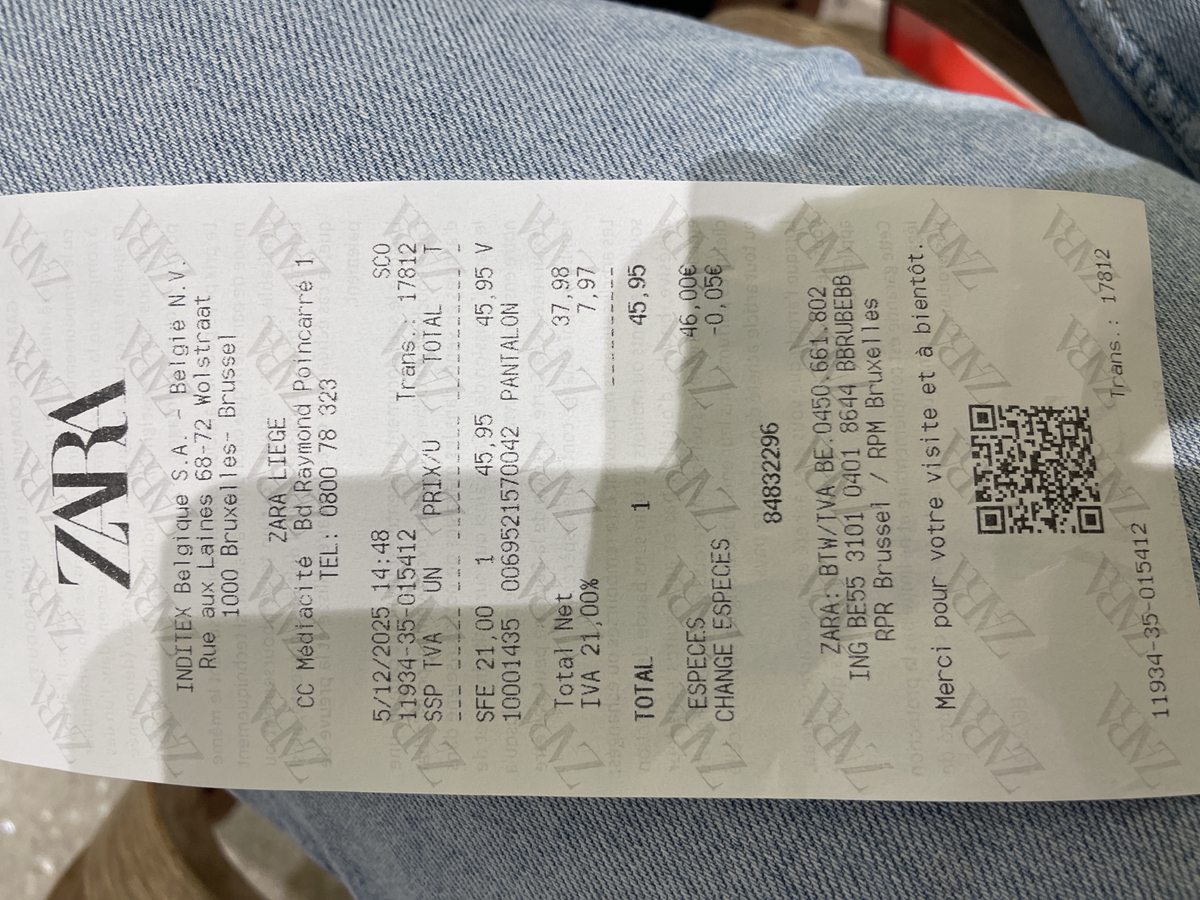 ZARA
INDITEX Belgique S.A. - België N.V.
Rue aux Laines 68-72 Wolstraat
1000 Bruxelles- Brussel
ZARA LIEGE
CC Médiacité Bd Raymond Poincarré 1
TEL: 0800 78 323
5/12/2025 14:48 SCO
11934-35-015412 Trans.: 17812
SSP IVA UN PRIX/U TOTAL T
SFE 21,00 1 45,95 45,95 V
10001435 0069521570042 PANTALON
Total Net 37,98
IVA 21,00% 7,97
TOTAL 1 45,95
ESPECES 46,00€
CHANGE ESPECES -0,05€
84832296
ZARA: BTW/TVA BE.0450.661.802
ING BE55 3101 0401 8644 BBRUBEBB
RPR Brussel / RPM Bruxelles
Merci pour votre visite et à bientôt.
11934-35-015412 Trans.: 17812